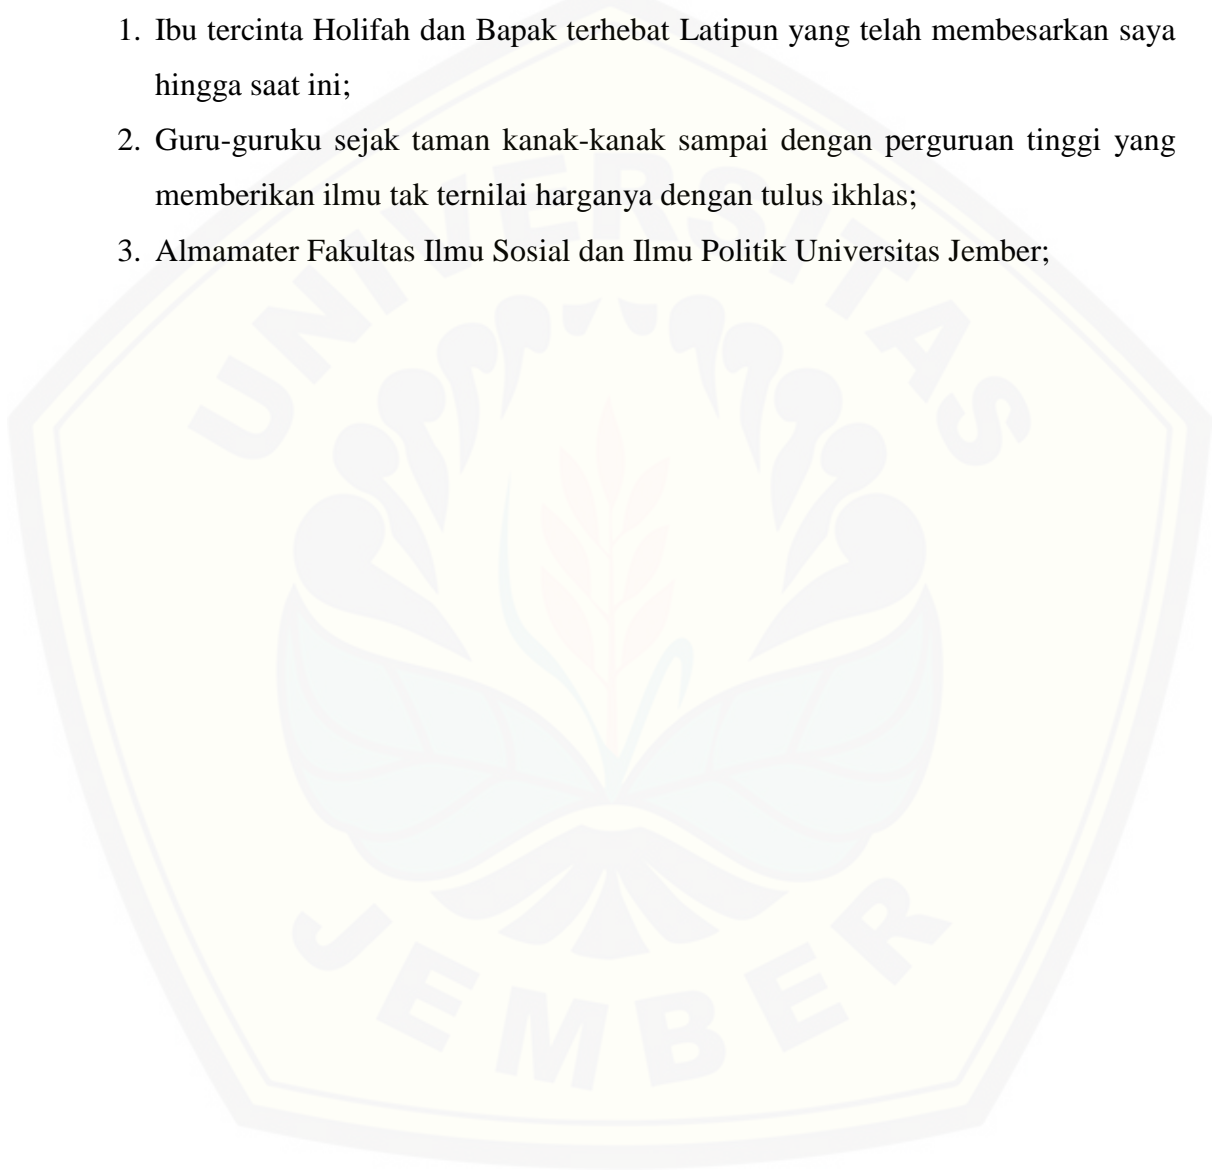 1. Ibu tercinta Holifah dan Bapak terhebat Latipun yang telah membesarkan saya
hingga saat ini;
2. Guru-guruku sejak taman kanak-kanak sampai dengan perguruan tinggi yang
memberikan ilmu tak ternilai harganya dengan tulus ikhlas;
3. Almamater Fakultas Ilmu Sosial dan Ilmu Politik Universitas Jember;
UNIVERSITAS
JEMBER